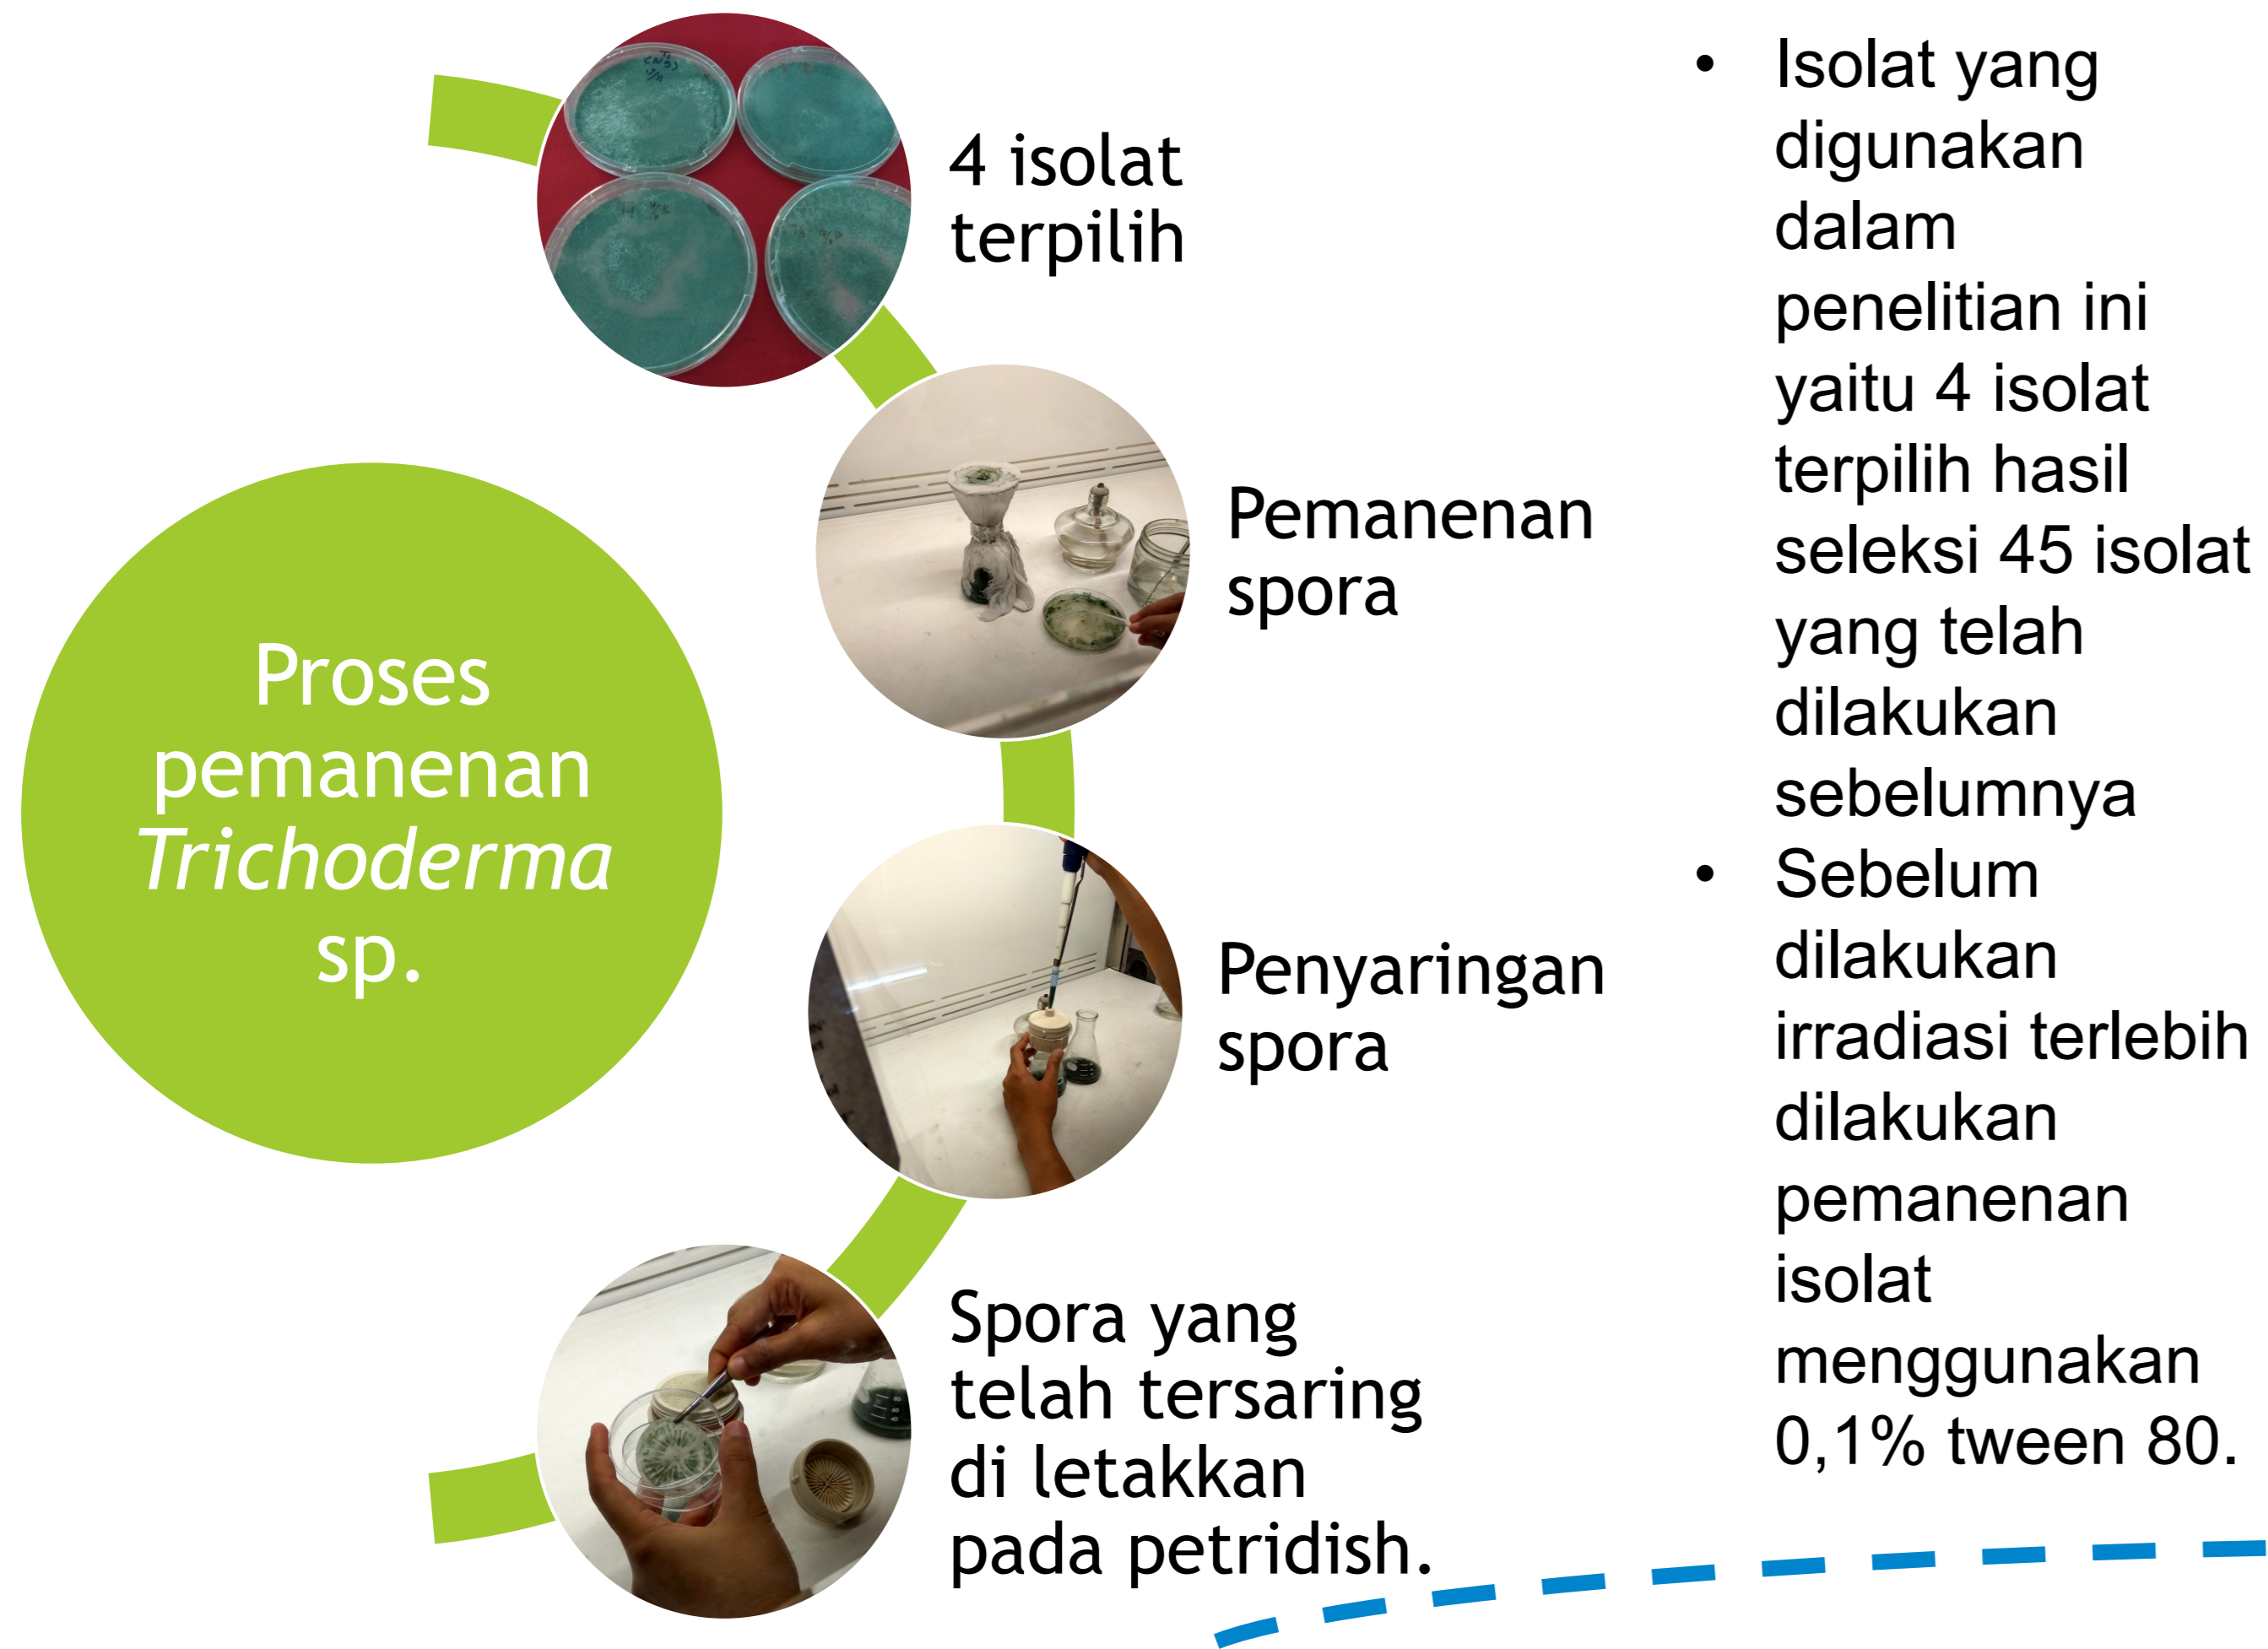 Proses
pemanenan
Trichoderma
sp.
4 isolat
terpilih
Pemanenan
spora
Penyaringan
spora
Spora yang
telah tersaring
di letakkan
pada petridish.
• Isolat yang
digunakan
dalam
penelitian ini
yaitu 4 isolat
terpilih hasil
seleksi 45 isolat
yang telah
dilakukan
sebelumnya
• Sebelum
dilakukan
irradiasi terlebih
dilakukan
pemanenan
isolat
menggunakan
0,1% tween 80.